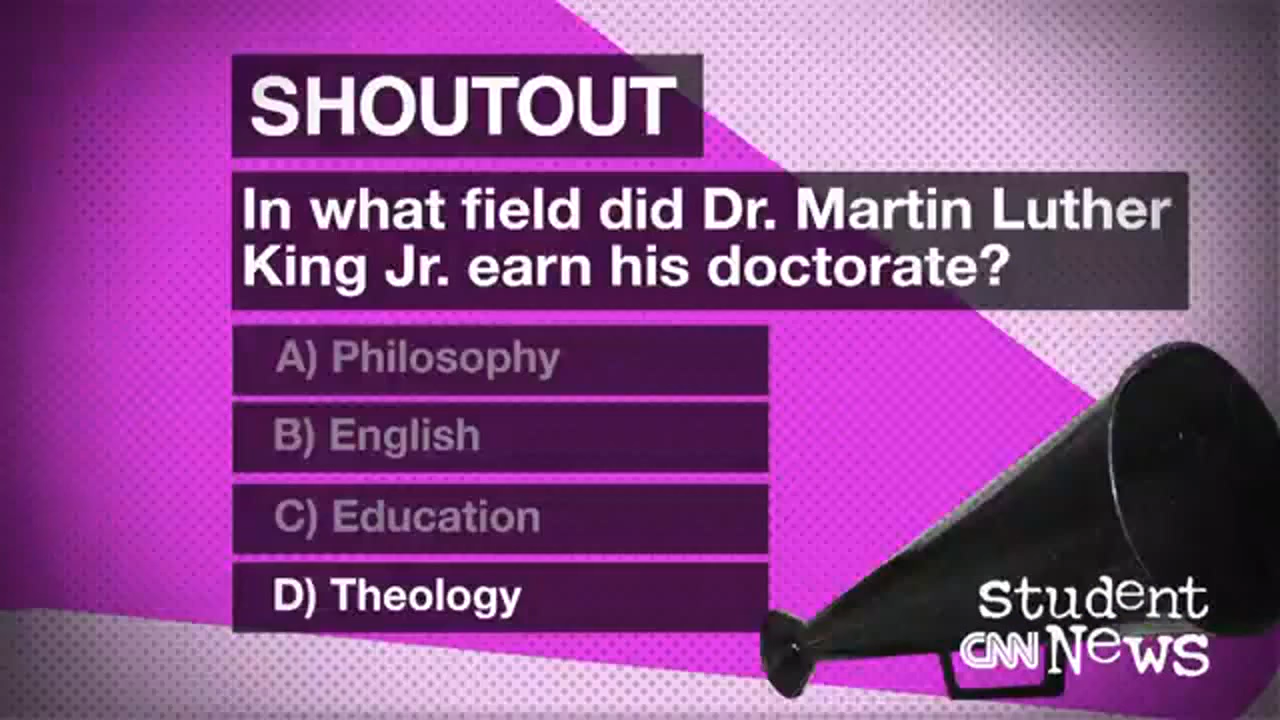 SHOUTOUT
In what field did Dr. Martin Luther
King Jr. earn his doctorate?
A) Philosophy
B) English
C) Education
D) Theology
Student
CNN News